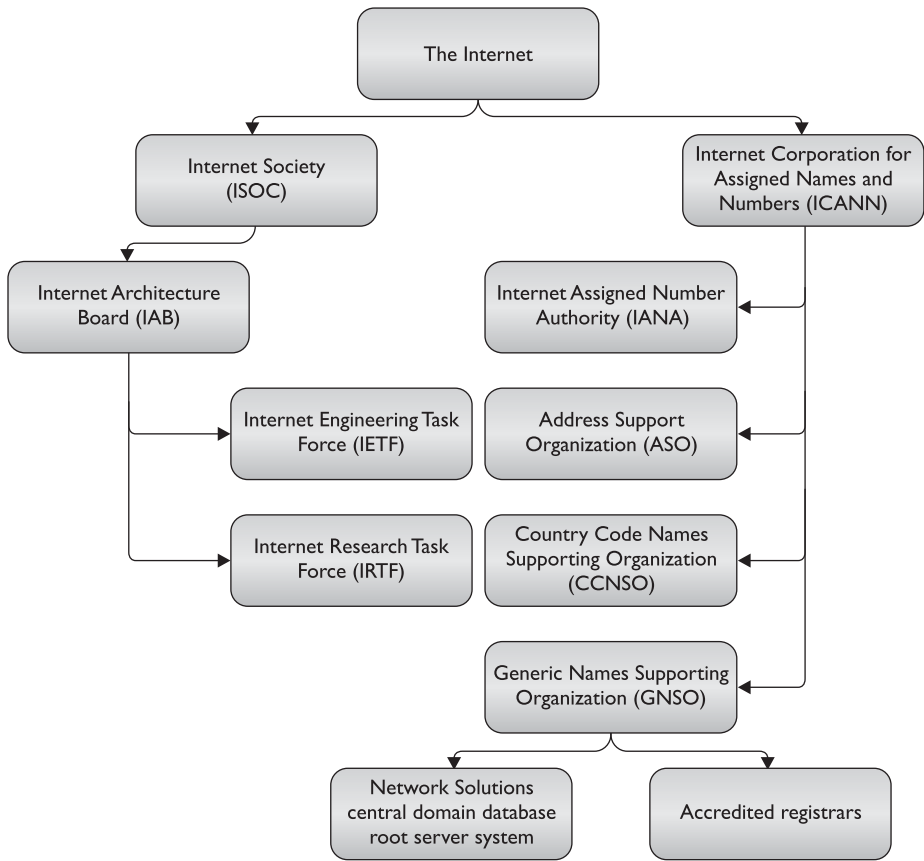 The Internet
Internet Society
(ISOC)
Internet Corporation for
Assigned Names and
Numbers (ICANN)
Internet Architecture
Board (IAB)
Internet Assigned Number
Authority (IANA)
Internet Engineering Task
Force (IETF)
Address Support
Organization (ASO)
Internet Research Task
Force (IRTF)
Country Code Names
Supporting Organization
(CCNSO)
Generic Names Supporting
Organization (GNSO)
Network Solutions
central domain database
root server system
Accredited registrars